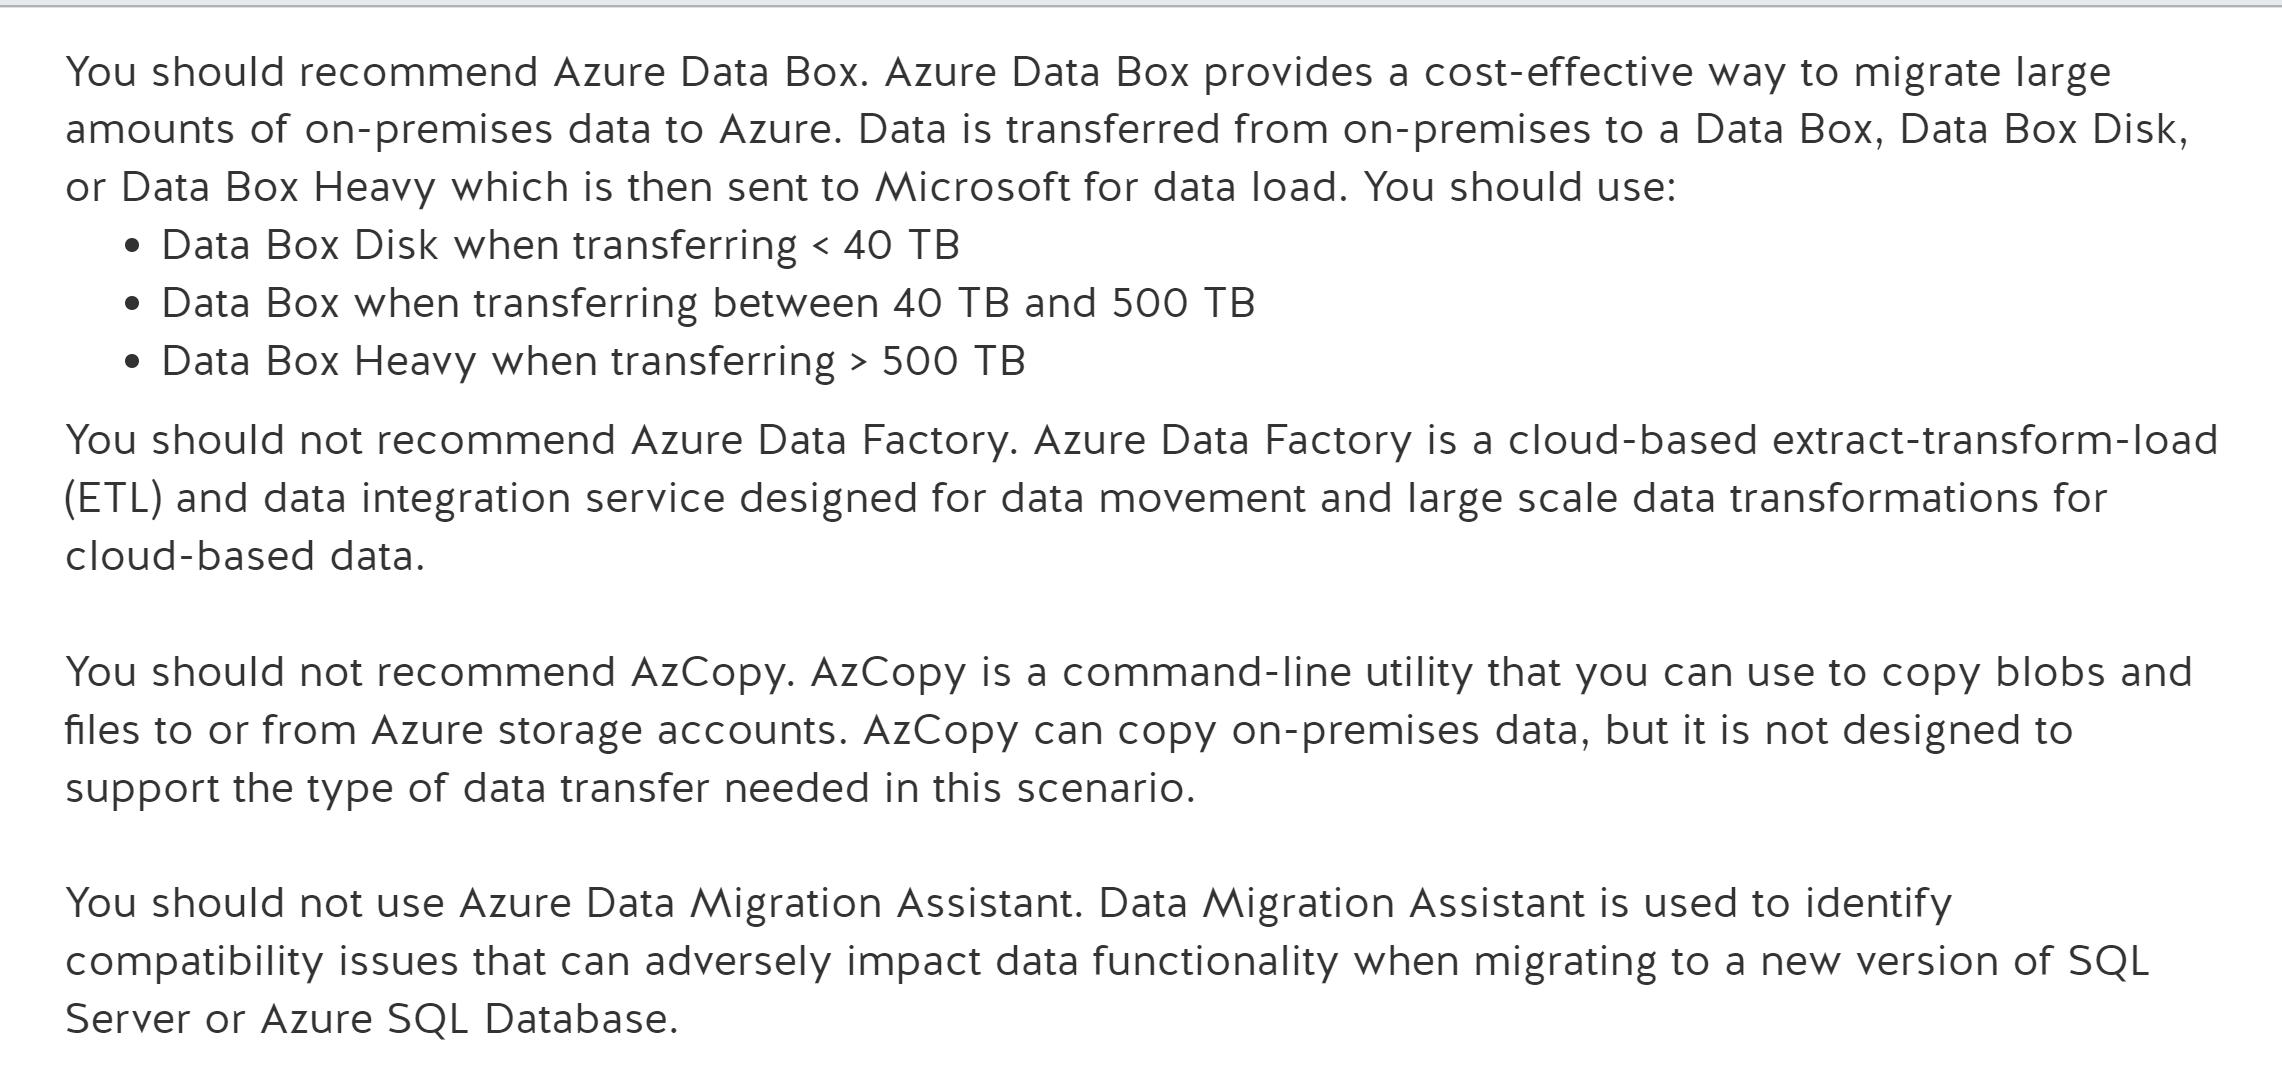 You should recommend Azure Data Box. Azure Data Box provides a cost-effective way to migrate large
amounts of on-premises data to Azure. Data is transferred from on-premises to a Data Box, Data Box Disk,
or Data Box Heavy which is then sent to Microsoft for data load. You should use:
• Data Box Disk when transferring < 40 TB
• Data Box when transferring between 40 TB and 500 TB
• Data Box Heavy when transferring > 500 TB
You should not recommend Azure Data Factory. Azure Data Factory is a cloud-based extract-transform-load
(ETL) and data integration service designed for data movement and large scale data transformations for
cloud-based data.
You should not recommend AzCopy. AzCopy is a command-line utility that you can use to copy blobs and
files to or from Azure storage accounts. AzCopy can copy on-premises data, but it is not designed to
support the type of data transfer needed in this scenario.
You should not use Azure Data Migration Assistant. Data Migration Assistant is used to identify
compatibility issues that can adversely impact data functionality when migrating to a new version of SQL
Server or Azure SQL Database.